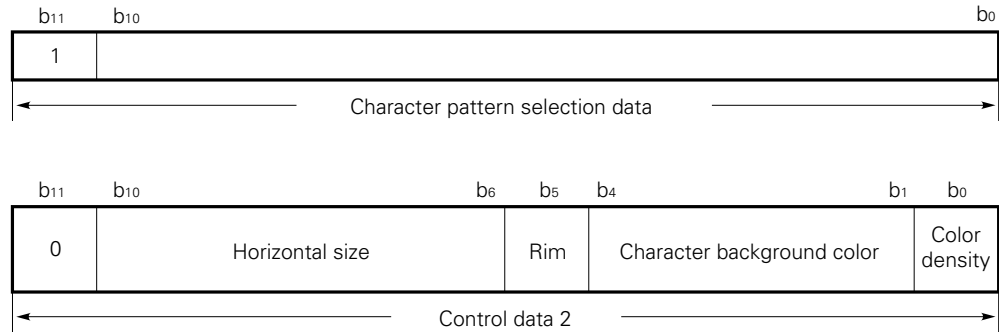 b11 b10 b0
1
Character pattern selection data
b11 b10 b6 b5 b4 b1 b0
0 Horizontal size Rim Character background color Color density
Control data 2